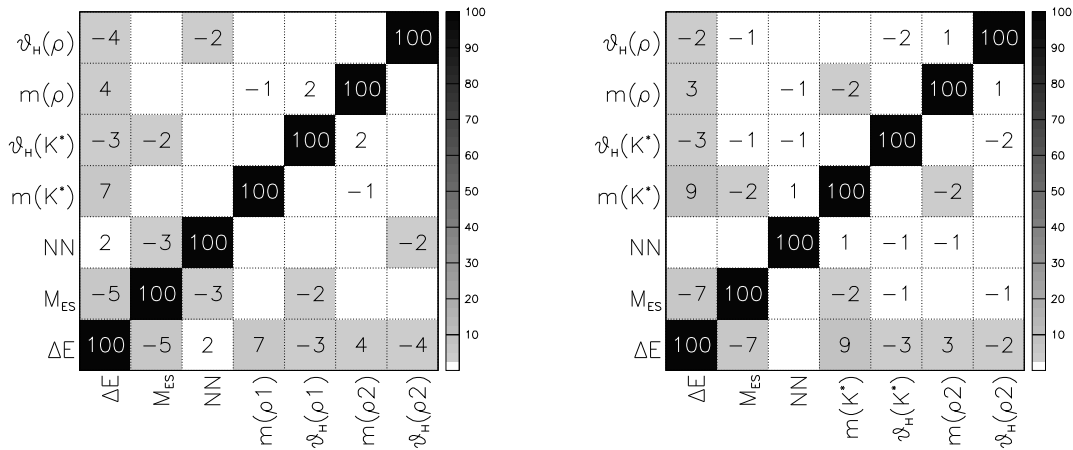 ϑH(ρ) −4 −2 100
m(ρ) 4 −1 2 100
ϑH(K*) −3 −2 100 2
m(K*) 7 100 −1
NN 2 −3 100 −2
MES −5 100 −3 −2
ΔE 100 −5 2 7 −3 4 −4
ΔE MES NN m(ρ1) ϑH(ρ1) m(ρ2) ϑH(ρ2)
100
90
80
70
60
50
40
30
20
10
ϑH(ρ) −2 −1 −2 1 100
m(ρ) 3 −1 −2 100 1
ϑH(K*) −3 −1 −1 100 −2
m(K*) 9 −2 1 100 −2
NN 100 1 −1 −1
MES −7 100 −2 −1 −1
ΔE 100 −7 9 −3 3 −2
ΔE MES NN m(K*) ϑH(K*) m(ρ2) ϑH(ρ2)
100
90
80
70
60
50
40
30
20
10